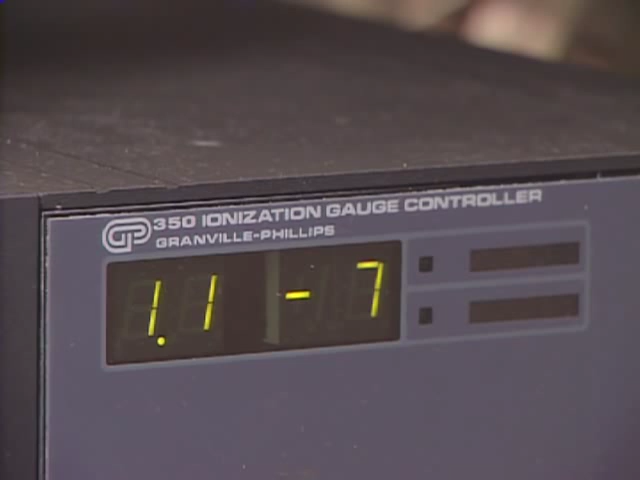 GP 350 IONIZATION GAUGE CONTROLLER
GRANVILLE-PHILLIPS
1.1 -7